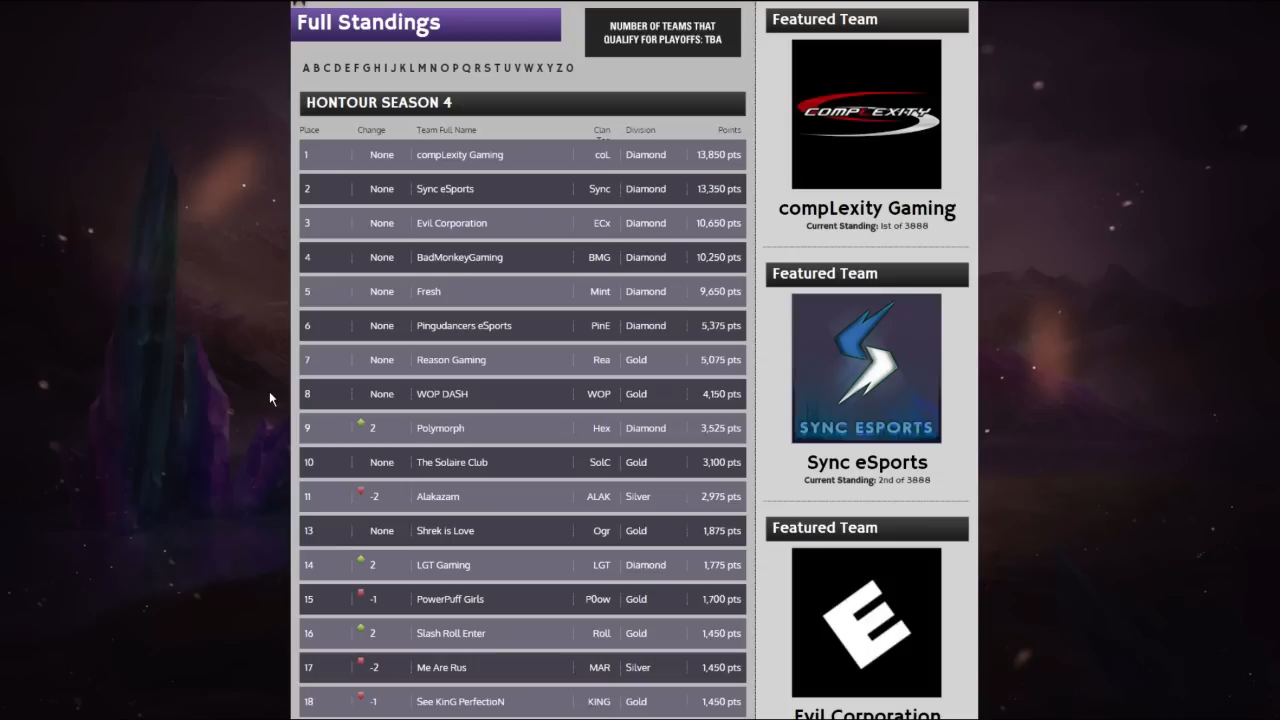 Full Standings
NUMBER OF TEAMS THAT
QUALIFY FOR PLAYOFFS: TBA
A B C D E F G H I J K L M N O P Q R S T U V W X Y Z 0
HONTOUR SEASON 4
Place Change Team Full Name Clan Division Points
1 None compLexity Gaming coL Diamond 13,850 pts
2 None Sync eSports Sync Diamond 13,350 pts
3 None Evil Corporation ECx Diamond 10,650 pts
4 None BadMonkeyGaming BMG Diamond 10,250 pts
5 None Fresh Mint Diamond 9,650 pts
6 None Pingudancers eSports PinE Diamond 5,375 pts
7 None Reason Gaming Rea Gold 5,075 pts
8 None WOP DASH WOP Gold 4,150 pts
9 2 Polymorph Hex Diamond 3,525 pts
10 None The Solaire Club SolC Gold 3,100 pts
11 -2 Alakazam ALAK Silver 2,975 pts
13 None Shrek is Love Ogr Gold 1,875 pts
14 2 LGT Gaming LGT Diamond 1,775 pts
15 -1 PowerPuff Girls P0ow Gold 1,700 pts
16 2 Slash Roll Enter Roll Gold 1,450 pts
17 -2 Me Are Rus MAR Silver 1,450 pts
18 -1 See KinG PerfectioN KING Gold 1,450 pts
Featured Team
COMPLEXITY
compLexity Gaming
Current Standing: 1st of 3888
Featured Team
SYNC ESPORTS
Sync eSports
Current Standing: 2nd of 3888
Featured Team
E
Evil Corporation